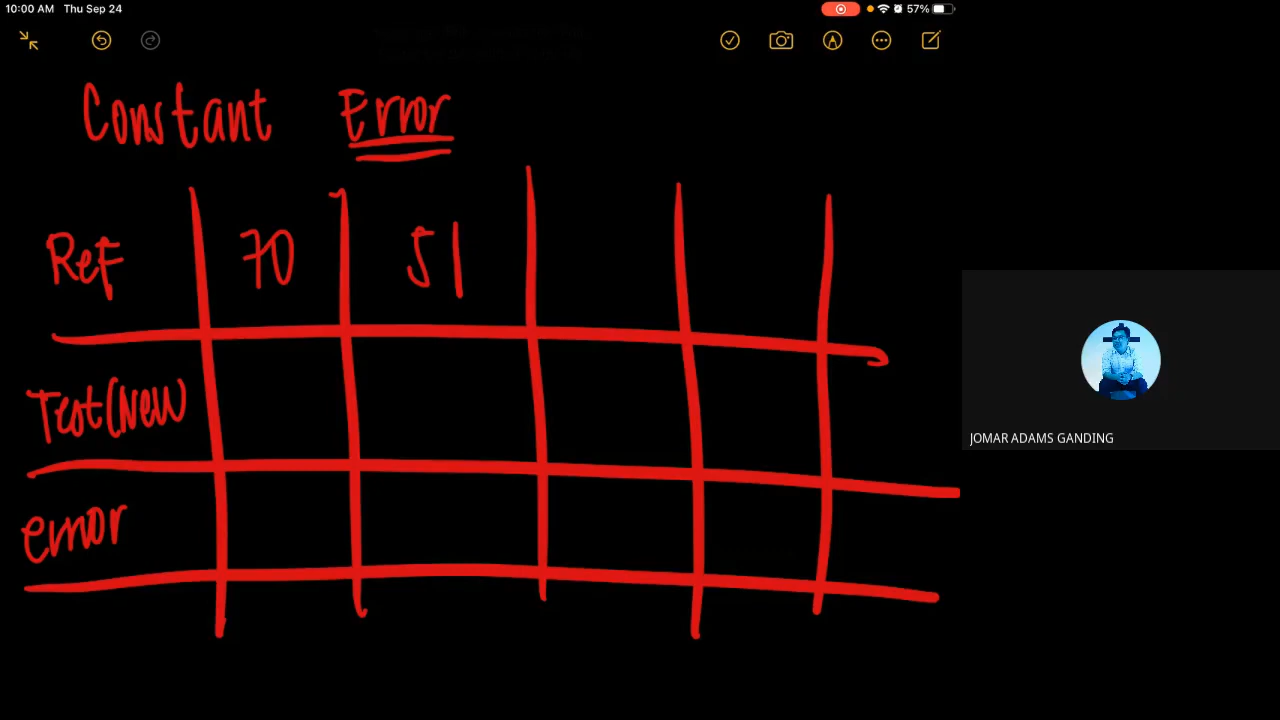 10:00 AM Thu Sep 24 57%
Constant Error
Ref 70 51
Test(New)
error
JOMAR ADAMS GANDING